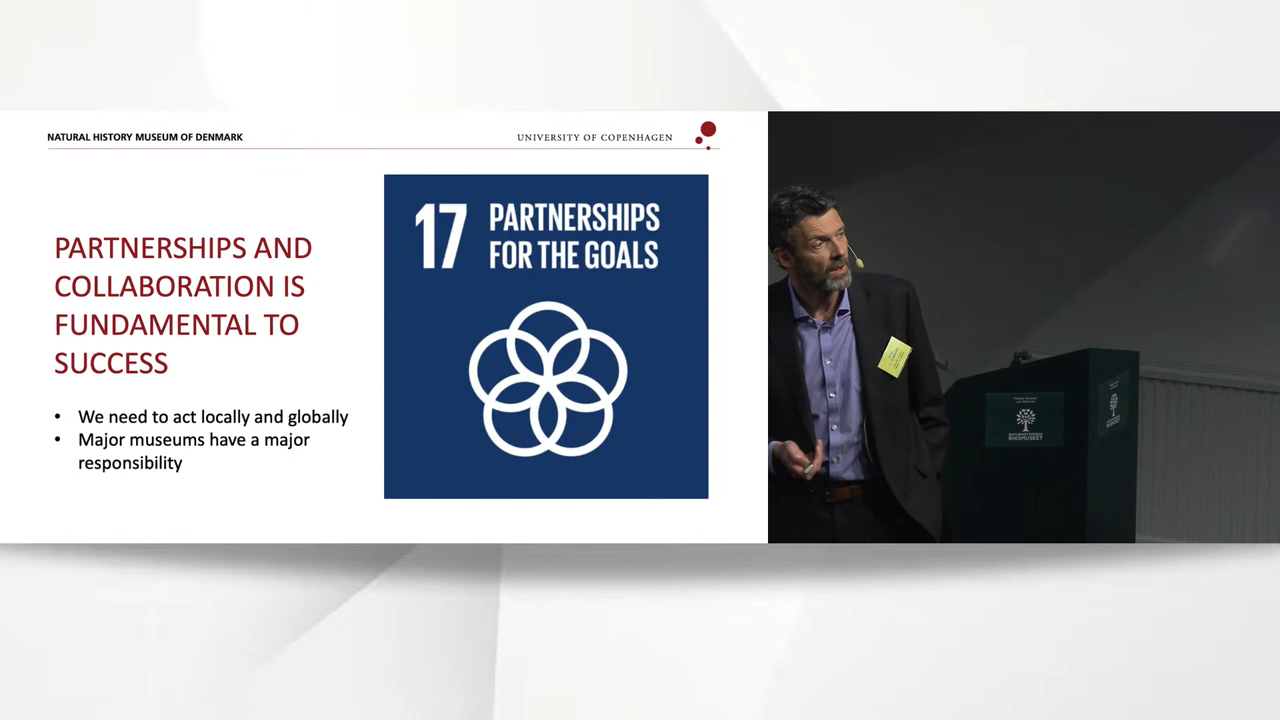 NATURAL HISTORY MUSEUM OF DENMARK
UNIVERSITY OF COPENHAGEN
PARTNERSHIPS AND
COLLABORATION IS
FUNDAMENTAL TO
SUCCESS
• We need to act locally and globally
• Major museums have a major
responsibility
17 PARTNERSHIPS
FOR THE GOALS
NATURHISTORISKA
RIKSMUSEET